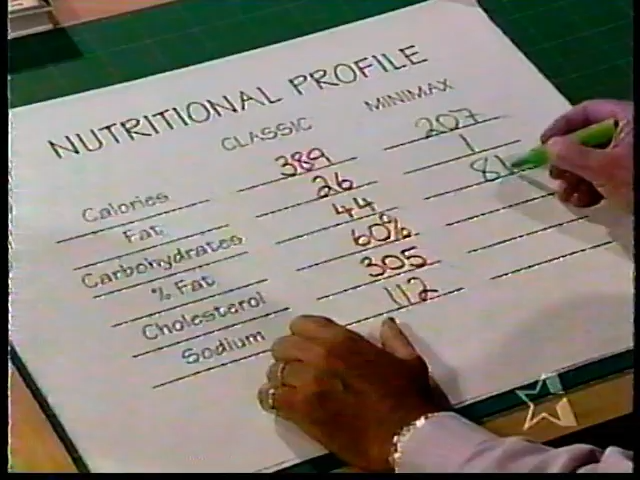 NUTRITIONAL PROFILE
CLASSIC MINIMAX
Calories 389 207
Fat 26 1
Carbohydrates 44 81
% Fat 60%
Cholesterol 305
Sodium 112